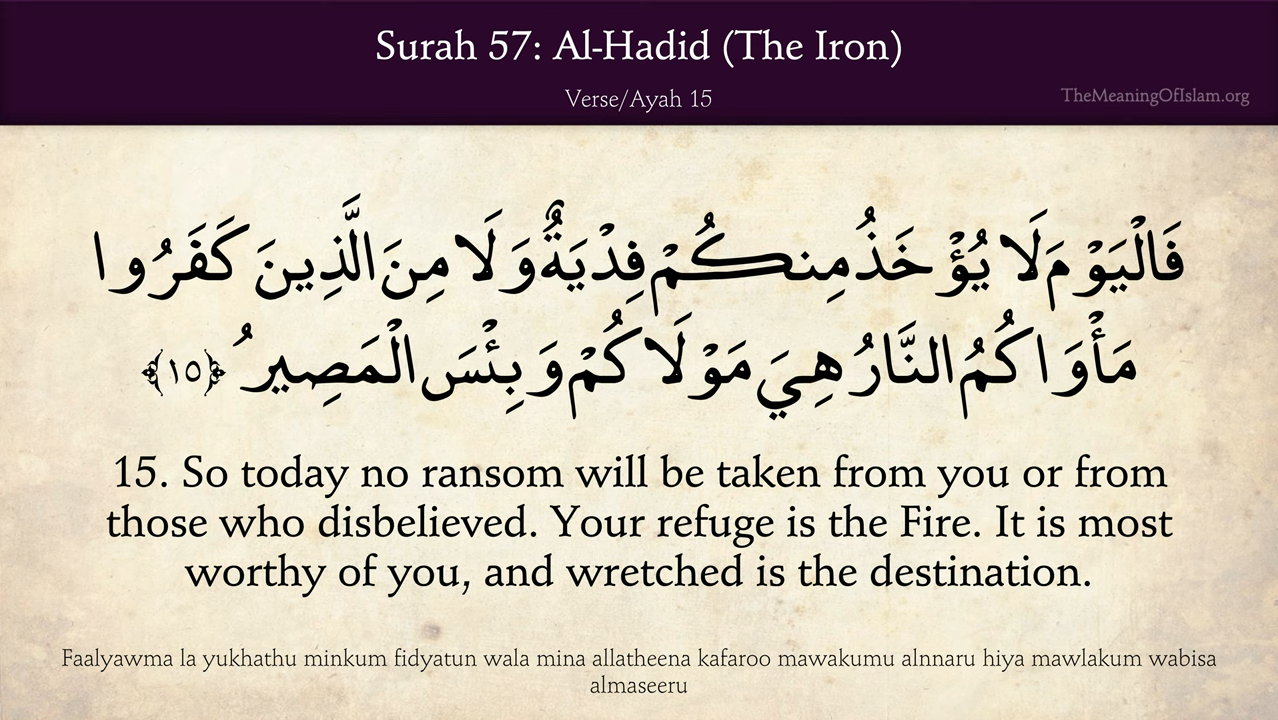 Surah 57: Al-Hadid (The Iron)
Verse/Ayah 15
TheMeaningOfIslam.org
فَالْيَوْمَ لَا يُؤْخَذُ مِنكُمْ فِدْيَةٌ وَلَا مِنَ الَّذِينَ كَفَرُوا
مَأْوَاكُمُ النَّارُ هِيَ مَوْلَاكُمْ وَبِئْسَ الْمَصِيرُ ﴿١٥﴾
15. So today no ransom will be taken from you or from
those who disbelieved. Your refuge is the Fire. It is most
worthy of you, and wretched is the destination.
Faalyawma la yukhathu minkum fidyatun wala mina allatheena kafaroo mawakumu alnnaru hiya mawlakum wabisa
almaseeru